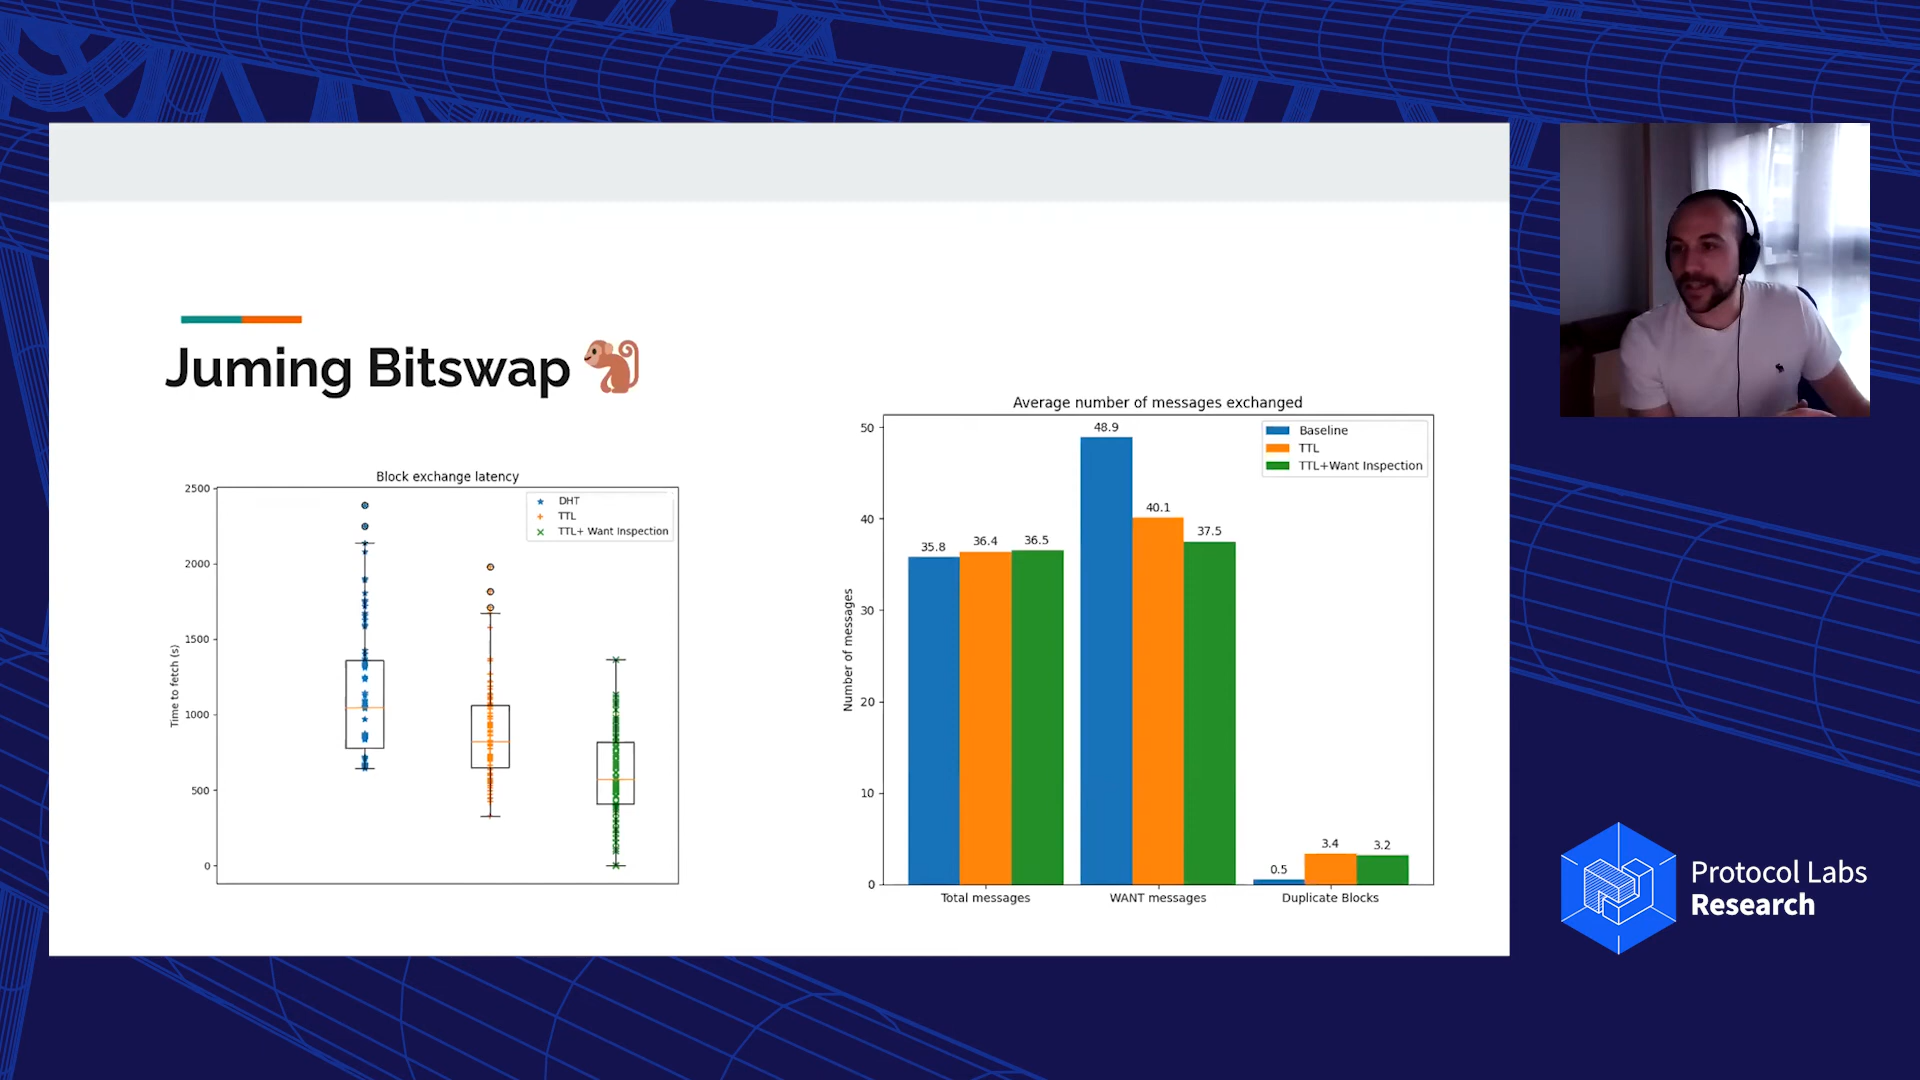 Juming Bitswap
Block exchange latency
2500
2000
1500
1000
500
0
Time to fetch (s)
DHT
TTL
TTL+ Want Inspection
Average number of messages exchanged
50
40
30
20
10
0
Number of messages
Baseline
TTL
TTL+Want Inspection
35.8
36.4
36.5
48.9
40.1
37.5
0.5
3.4
3.2
Total messages
WANT messages
Duplicate Blocks
Protocol Labs
Research